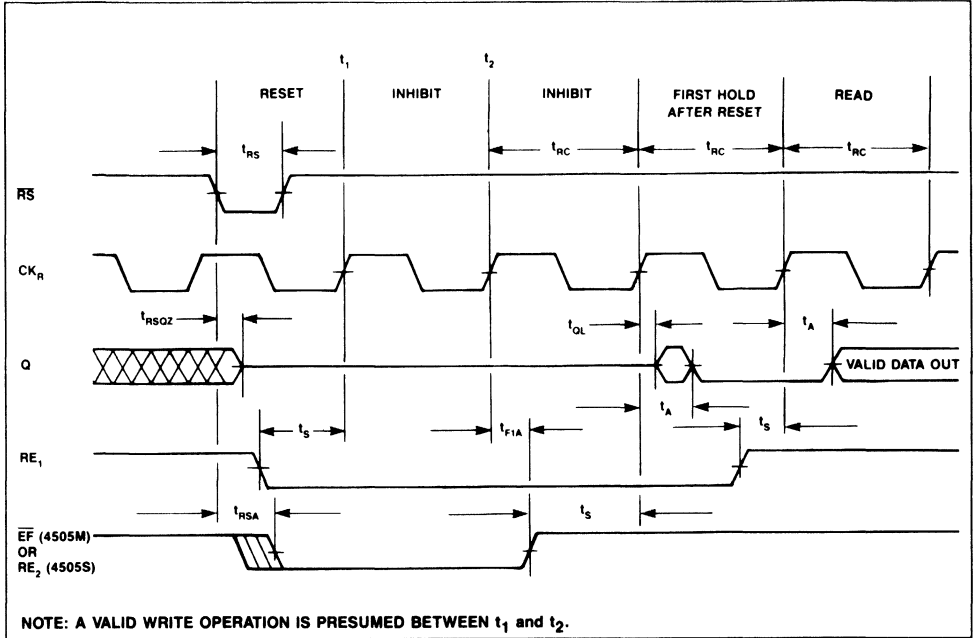 t1 t2
RESET INHIBIT INHIBIT FIRST HOLD READ
AFTER RESET
tRS tRC tRC tRC
RS
CKR
tRSQZ tQL tA
Q VALID DATA OUT
tA
tS tF1A tS
RE1
tRSA tS
EF (4505M)
OR
RE2 (4505S)
NOTE: A VALID WRITE OPERATION IS PRESUMED BETWEEN t1 and t2.